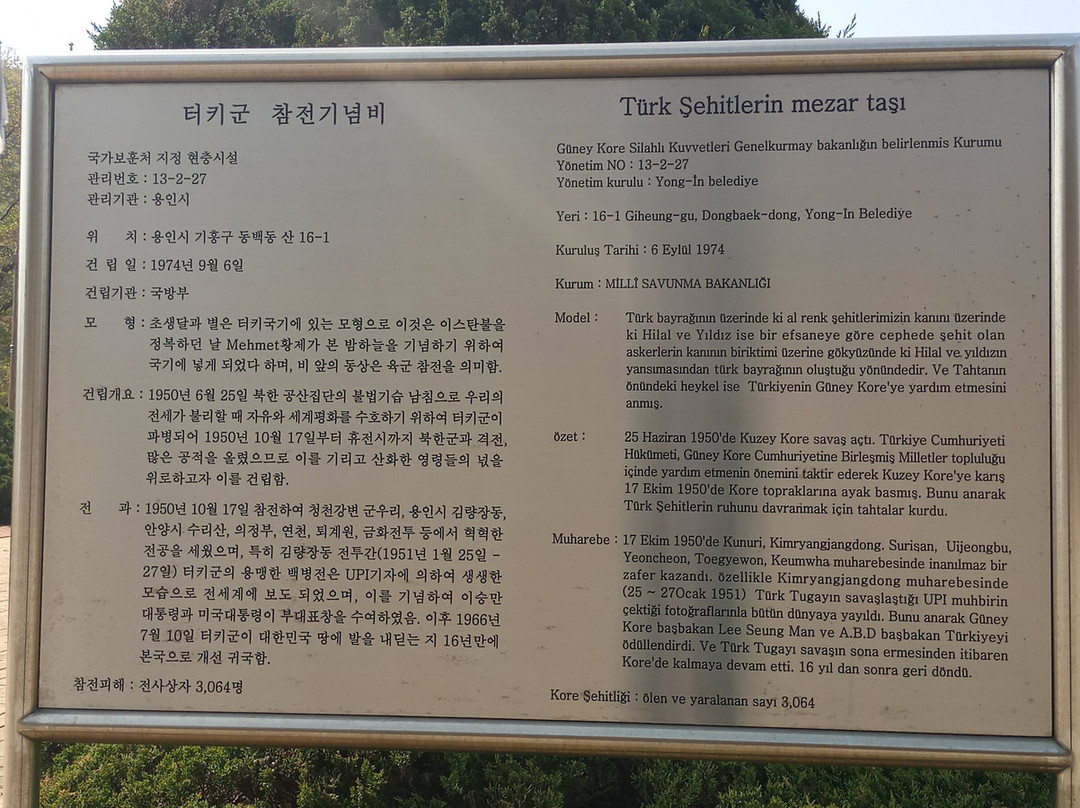 터키군 참전기념비
국가보훈처 지정 현충시설
관리번호 : 13-2-27
관리기관 : 용인시
위 치 : 용인시 기흥구 동백동 산 16-1
건 립 일 : 1974년 9월 6일
건립기관 : 국방부
모 형 : 초생달과 별은 터키국기에 있는 모형으로 이것은 이스탄불을
정복하던 날 Mehmet황제가 본 밤하늘을 기념하기 위하여
국기에 넣게 되었다 하며, 비 앞의 동상은 육군 참전을 의미함.
건립개요 : 1950년 6월 25일 북한 공산집단의 불법기습 남침으로 우리의
전세가 불리할 때 자유와 세계평화를 수호하기 위하여 터키군이
파병되어 1950년 10월 17일부터 휴전시까지 북한군과 격전,
많은 공적을 올렸으므로 이를 기리고 산화한 영령들의 넋을
위로하고자 이를 건립함.
전 과 : 1950년 10월 17일 참전하여 청천강변 군우리, 용인시 김량장동,
안양시 수리산, 의정부, 연천, 퇴계원, 금화전투 등에서 혁혁한
전공을 세웠으며, 특히 김량장동 전투간(1951년 1월 25일 -
27일) 터키군의 용맹한 백병전은 UPI기자에 의하여 생생한
모습으로 전세계에 보도 되었으며, 이를 기념하여 이승만
대통령과 미국대통령이 부대표창을 수여하였음. 이후 1966년
7월 10일 터키군이 대한민국 땅에 발을 내딛는 지 16년만에
본국으로 개선 귀국함.
참전피해 : 전사상자 3,064명
Türk Şehitlerin mezar taşı
Güney Kore Silahlı Kuvvetleri Genelkurmay bakanlığın belirlenmis Kurumu
Yönetim NO : 13-2-27
Yönetim kurulu : Yong-İn belediye
Yeri : 16-1 Giheung-gu, Dongbaek-dong, Yong-In Belediye
Kuruluş Tarihi : 6 Eylül 1974
Kurum : MİLLÎ SAVUNMA BAKANLIĞI
Model : Türk bayrağının üzerinde ki al renk şehitlerimizin kanını üzerinde
ki Hilal ve Yıldız ise bir efsaneye göre cephede şehit olan
askerlerin kanının biriktimi üzerine gökyüzünde ki Hilal ve yıldızın
yansımasından türk bayrağının oluştuğu yönündedir. Ve Tahtanın
önündeki heykel ise Türkiyenin Güney Kore'ye yardım etmesini
anmış.
özet : 25 Haziran 1950'de Kuzey Kore savaş açtı. Türkiye Cumhuriyeti
Hükümeti, Güney Kore Cumhuriyetine Birleşmiş Milletler topluluğu
içinde yardım etmenin önemini taktir ederek Kuzey Kore'ye karış
17 Ekim 1950'de Kore topraklarına ayak basmış. Bunu anarak
Türk Şehitlerin ruhunu davranmak için tahtalar kurdu.
Muharebe : 17 Ekim 1950'de Kunuri, Kimryangjangdong. Surisan, Uijeongbu,
Yeoncheon, Toegyewon, Keumwha muharebesinde inanılmaz bir
zafer kazandı. özellikle Kimryangjangdong muharebesinde
(25 ~ 27Ocak 1951) Türk Tugayın savaşlaştığı UPI muhbirin
çektiği fotoğraflarınla bütün dünyaya yayıldı. Bunu anarak Güney
Kore başbakan Lee Seung Man ve A.B.D başbakan Türkiyeyi
ödüllendirdi. Ve Türk Tugayı savaşın sona ermesinden itibaren
Kore'de kalmaya devam etti. 16 yıl dan sonra geri döndü.
Kore Şehitliği : ölen ve yaralanan sayı 3,064